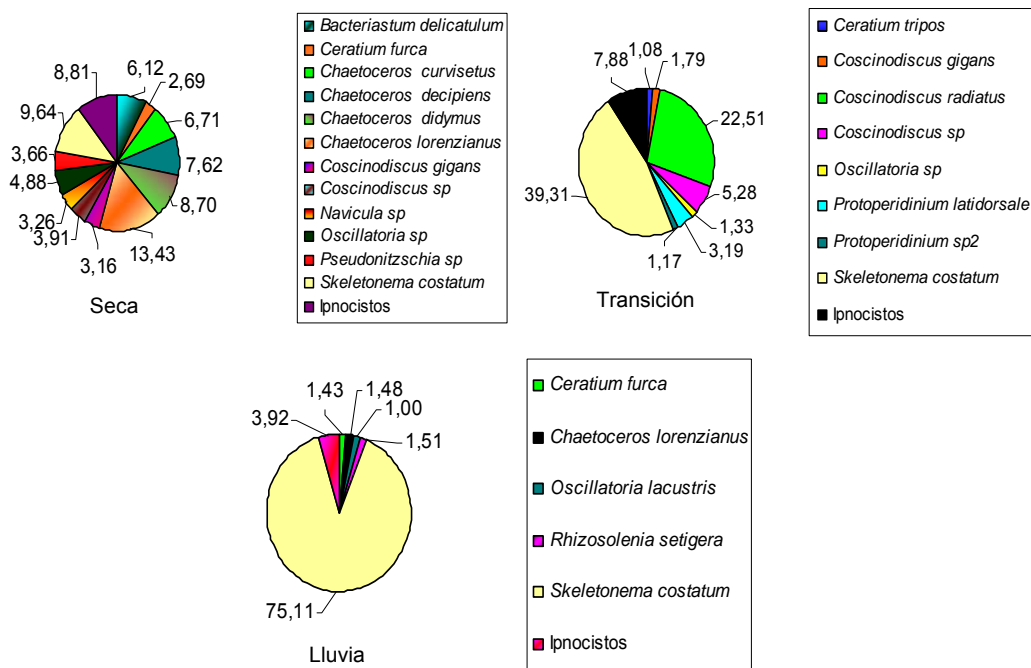 8,81
6,12
2,69
6,71
7,62
8,70
13,43
3,16
3,91
3,26
4,88
3,66
9,64
Seca
Bacteriastum delicatulum
Ceratium furca
Chaetoceros curvisetus
Chaetoceros decipiens
Chaetoceros didymus
Chaetoceros lorenzianus
Coscinodiscus gigans
Coscinodiscus sp
Navicula sp
Oscillatoria sp
Pseudonitzschia sp
Skeletonema costatum
Ipnocistos
7,88
1,08
1,79
22,51
5,28
1,33
3,19
1,17
39,31
Transición
Ceratium tripos
Coscinodiscus gigans
Coscinodiscus radiatus
Coscinodiscus sp
Oscillatoria sp
Protoperidinium latidorsale
Protoperidinium sp2
Skeletonema costatum
Ipnocistos
3,92
1,43
1,48
1,00
1,51
75,11
Lluvia
Ceratium furca
Chaetoceros lorenzianus
Oscillatoria lacustris
Rhizosolenia setigera
Skeletonema costatum
Ipnocistos